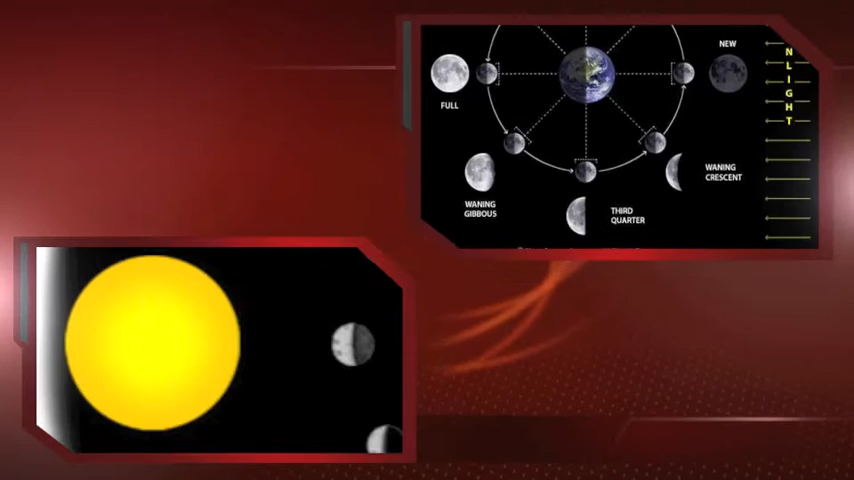 NEW
N
L
I
G
H
T
FULL
WANING
CRESCENT
WANING
GIBBOUS
THIRD
QUARTER